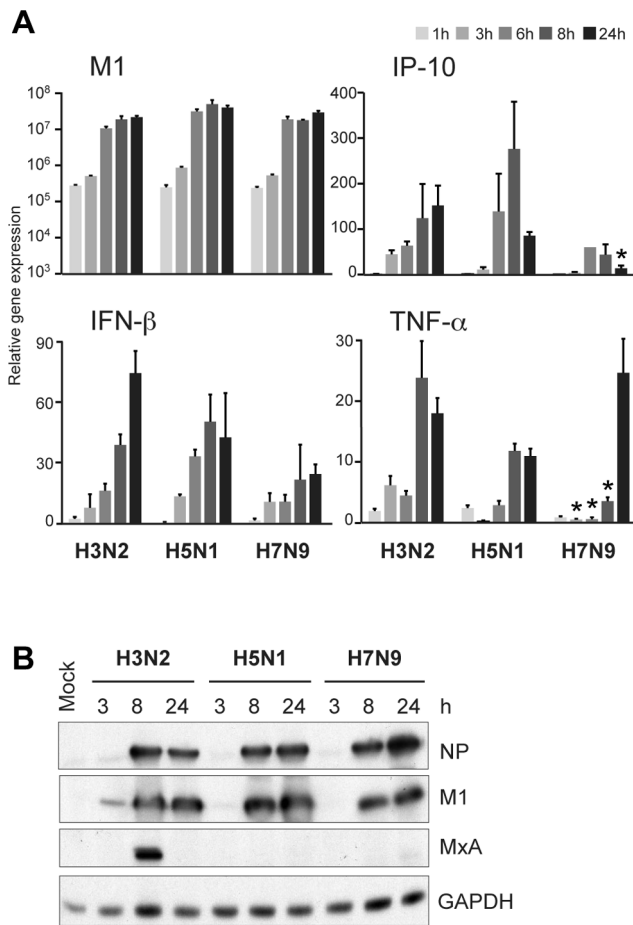 A
1h 3h 6h 8h 24h
M1
IP-10
Relative gene expression
10⁸
10⁷
10⁶
10⁵
10⁴
10³
400
300
200
100
0
IFN-β
TNF-α
90
60
30
0
30
20
10
0
*
* * *
H3N2 H5N1 H7N9 H3N2 H5N1 H7N9
B
Mock H3N2 H5N1 H7N9
3 8 24 3 8 24 3 8 24 h
NP
M1
MxA
GAPDH